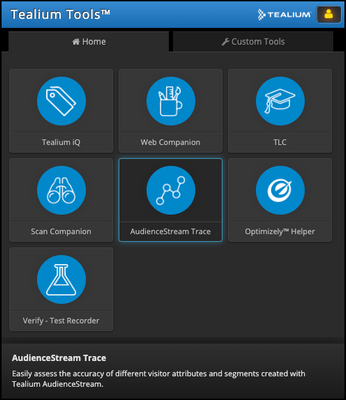 Tealium Tools™
TEALIUM
Home
Custom Tools
Tealium iQ
Web Companion
TLC
Scan Companion
AudienceStream Trace
Optimizely™ Helper
Verify - Test Recorder
AudienceStream Trace
Easily assess the accuracy of different visitor attributes and segments created with
Tealium AudienceStream.